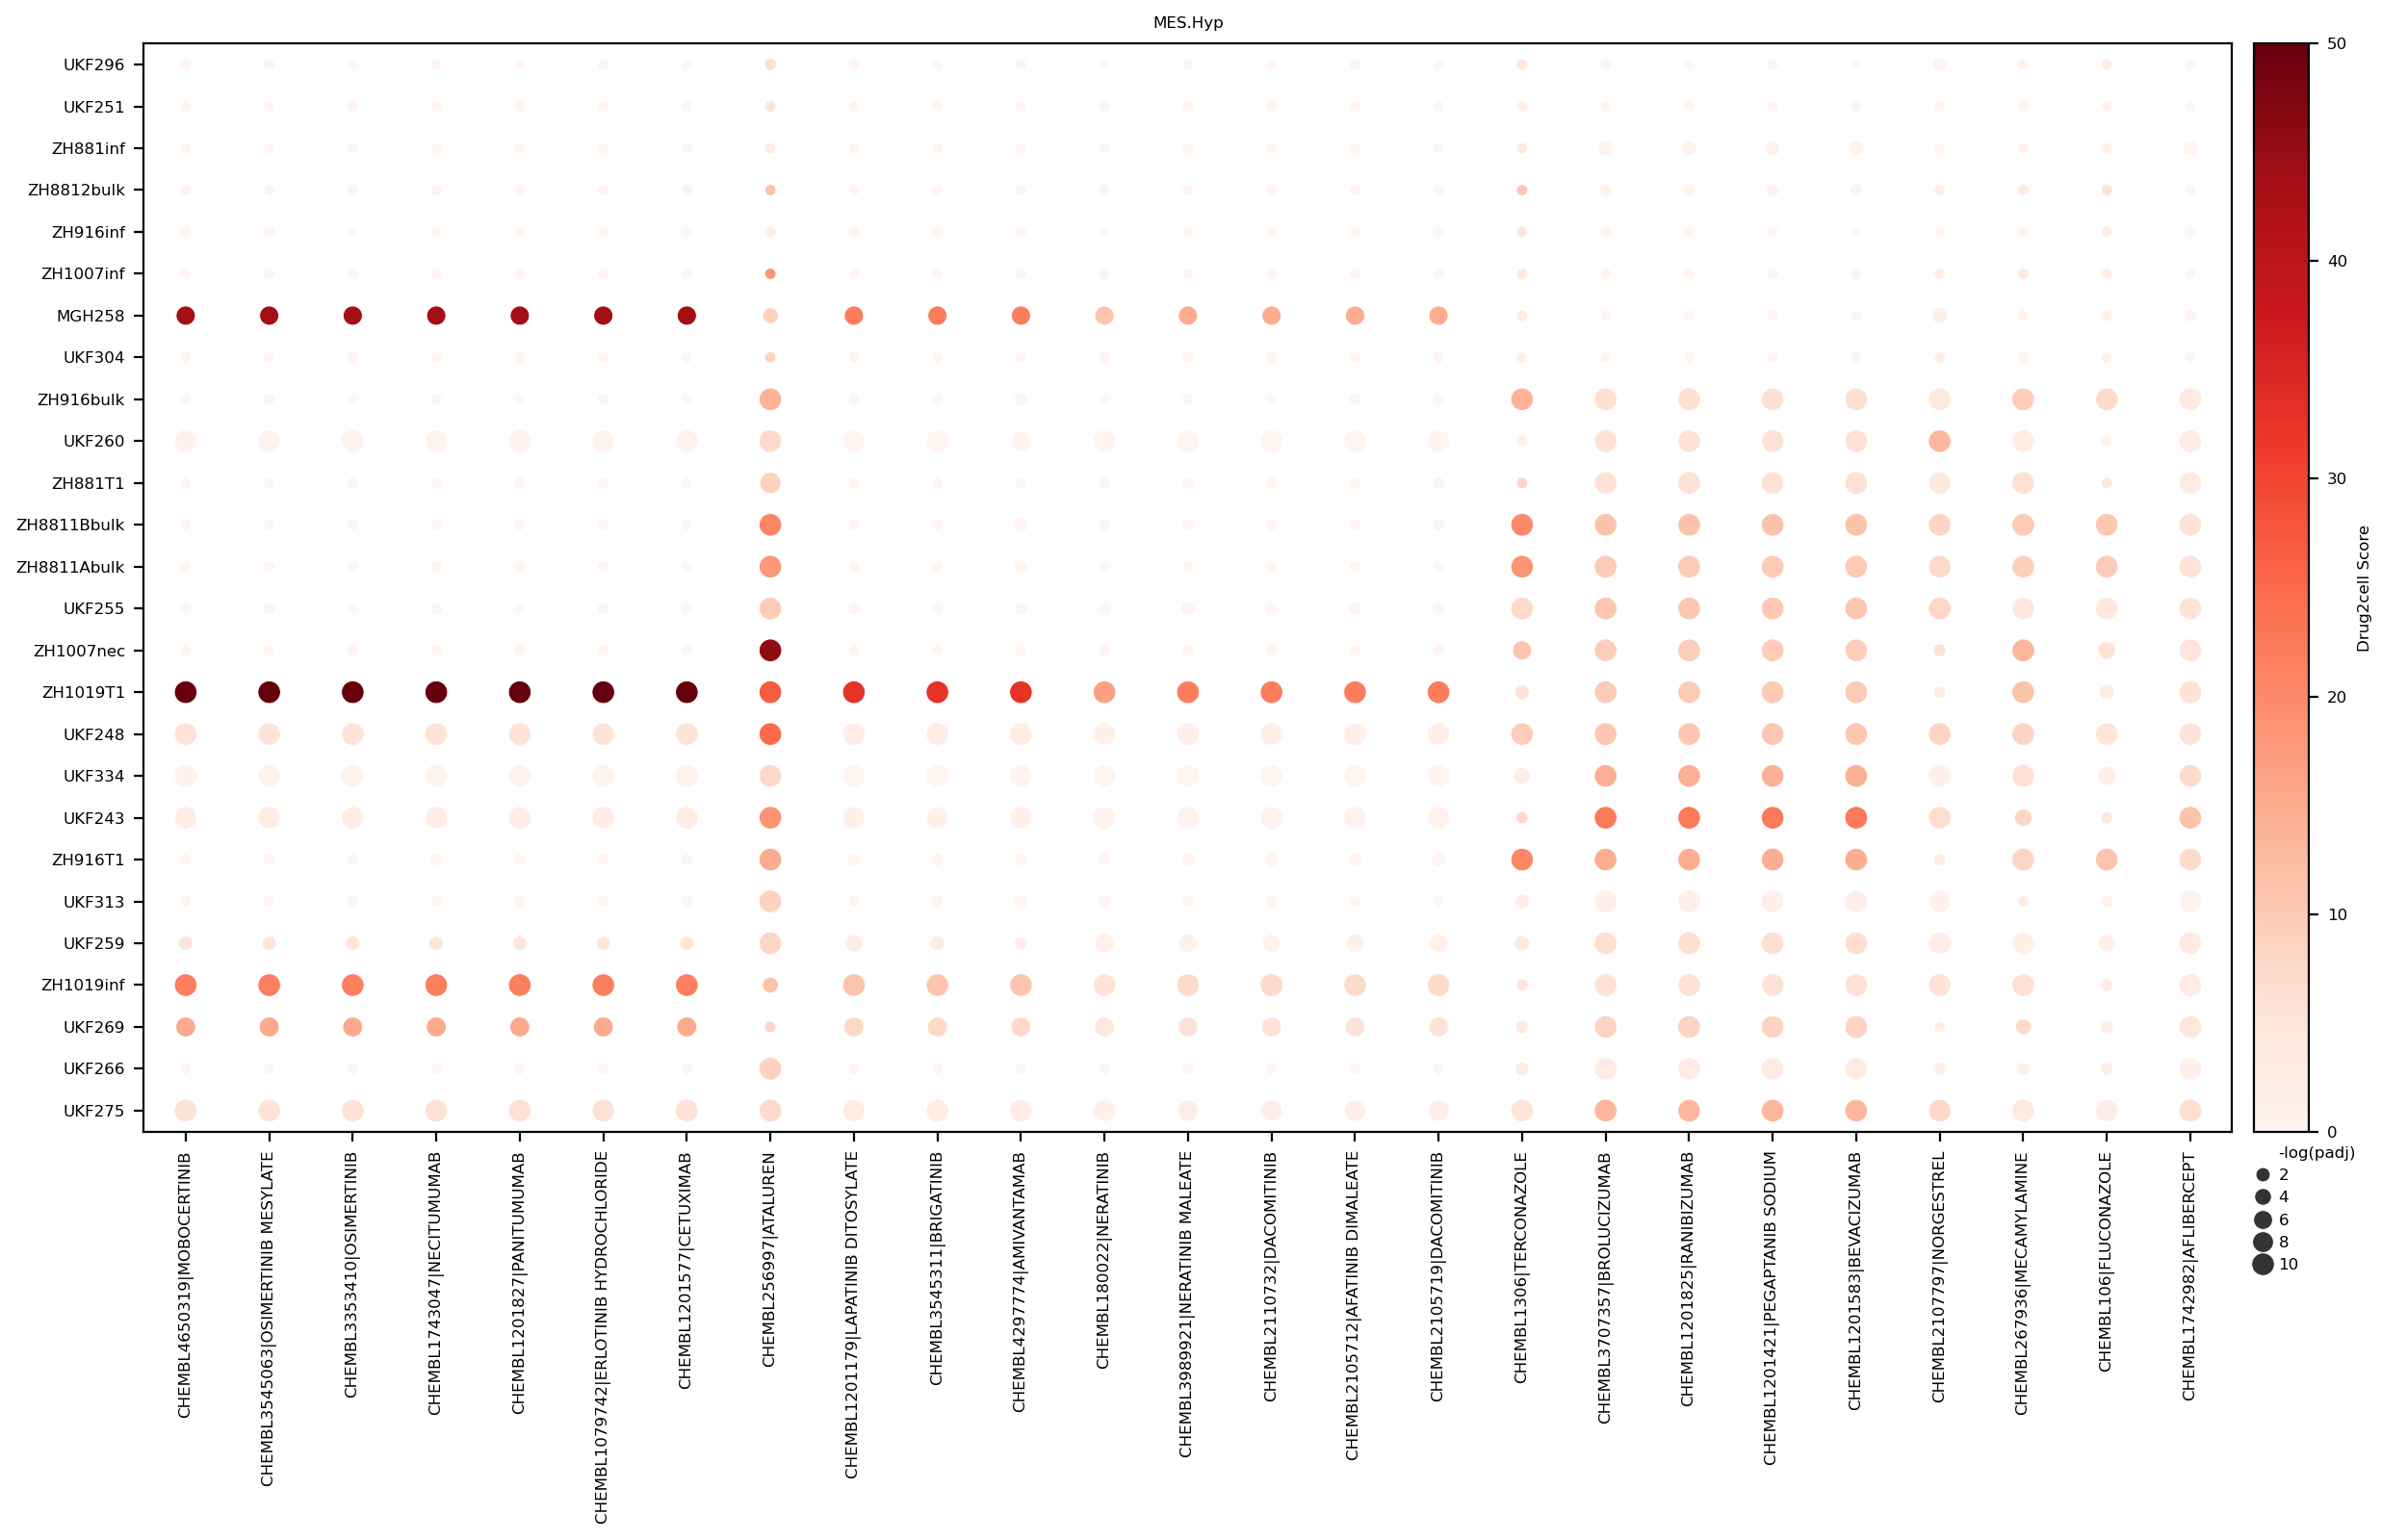 MES.Hyp
UKF296
UKF251
ZH881inf
ZH8812bulk
ZH916inf
ZH1007inf
MGH258
UKF304
ZH916bulk
UKF260
ZH881T1
ZH8811Bbulk
ZH8811Abulk
UKF255
ZH1007nec
ZH1019T1
UKF248
UKF334
UKF243
ZH916T1
UKF313
UKF259
ZH1019inf
UKF269
UKF266
UKF275
CHEMBL4650319|MOBOCERTINIB
CHEMBL3545063|OSIMERTINIB MESYLATE
CHEMBL3353410|OSIMERTINIB
CHEMBL1743047|NECITUMUMAB
CHEMBL1201827|PANITUMUMAB
CHEMBL1079742|ERLOTINIB HYDROCHLORIDE
CHEMBL1201577|CETUXIMAB
CHEMBL256997|ATALUREN
CHEMBL1201179|LAPATINIB DITOSYLATE
CHEMBL3545311|BRIGATINIB
CHEMBL4297774|AMIVANTAMAB
CHEMBL180022|NERATINIB
CHEMBL3989921|NERATINIB MALEATE
CHEMBL2110732|DACOMITINIB
CHEMBL2105712|AFATINIB DIMALEATE
CHEMBL2105719|DACOMITINIB
CHEMBL1306|TERCONAZOLE
CHEMBL3707357|BROLUCIZUMAB
CHEMBL1201825|RANIBIZUMAB
CHEMBL1201421|PEGAPTANIB SODIUM
CHEMBL1201583|BEVACIZUMAB
CHEMBL2107797|NORGESTREL
CHEMBL267936|MECAMYLAMINE
CHEMBL106|FLUCONAZOLE
CHEMBL1742982|AFLIBERCEPT
50
40
30
20
10
0
Drug2cell Score
-log(padj)
2
4
6
8
10